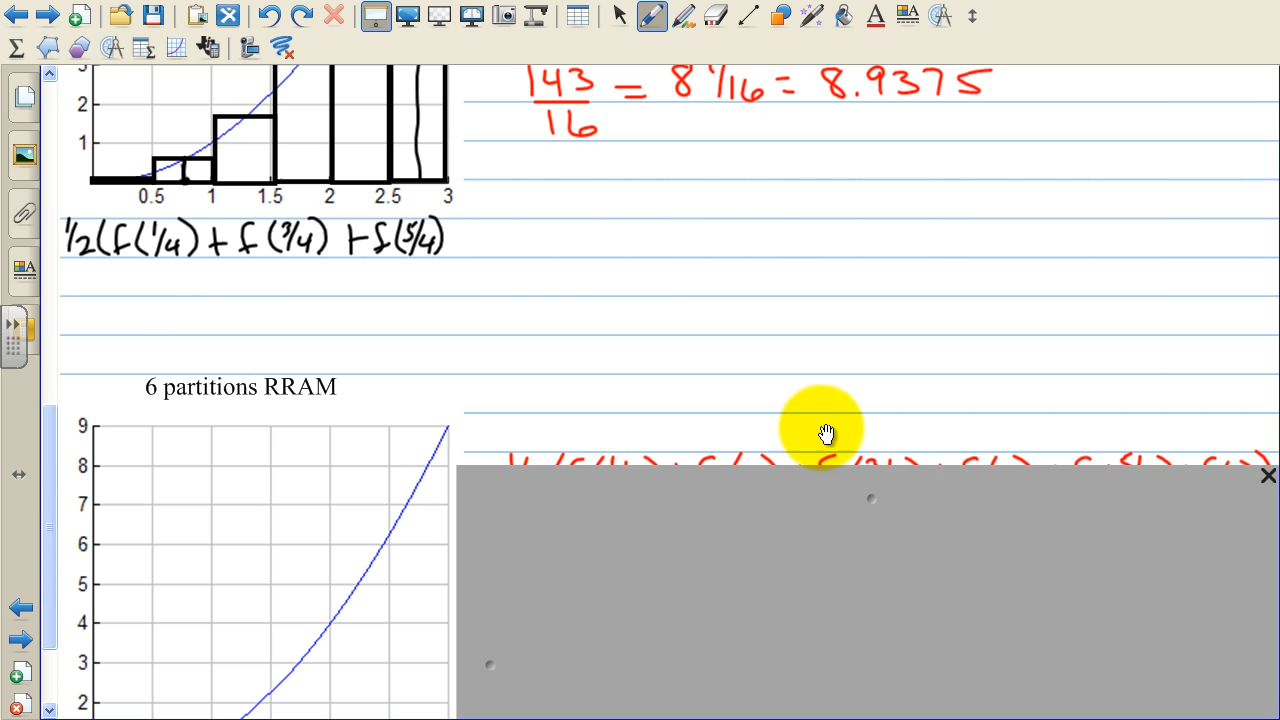 3
2
1
0.5 1 1.5 2 2.5 3
143/16 = 8 1/16 = 8.9375
1/2(f(1/4) + f(3/4) + f(5/4)
6 partitions RRAM
9
8
7
6
5
4
3
2